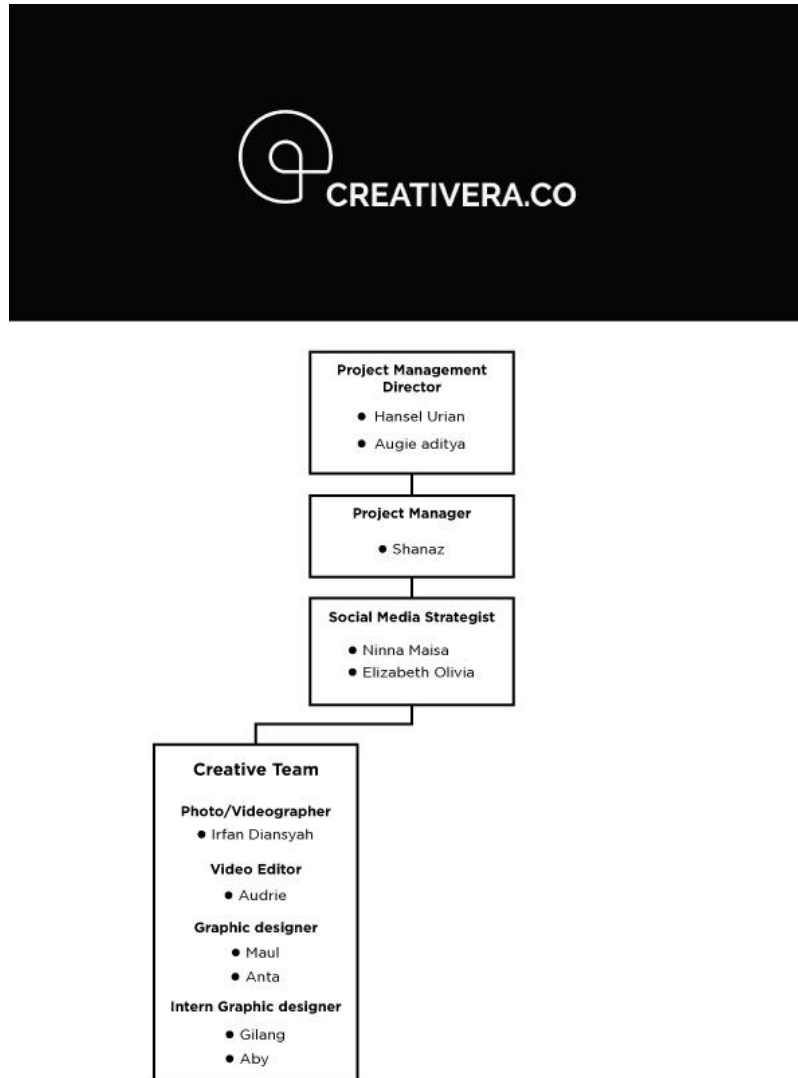 CREATIVERA.CO
Project Management
Director
● Hansel Urian
● Augie aditya
Project Manager
● Shanaz
Social Media Strategist
● Ninna Maisa
● Elizabeth Olivia
Creative Team
Photo/Videographer
● Irfan Diansyah
Video Editor
● Audrie
Graphic designer
● Maul
● Anta
Intern Graphic designer
● Gilang
● Aby